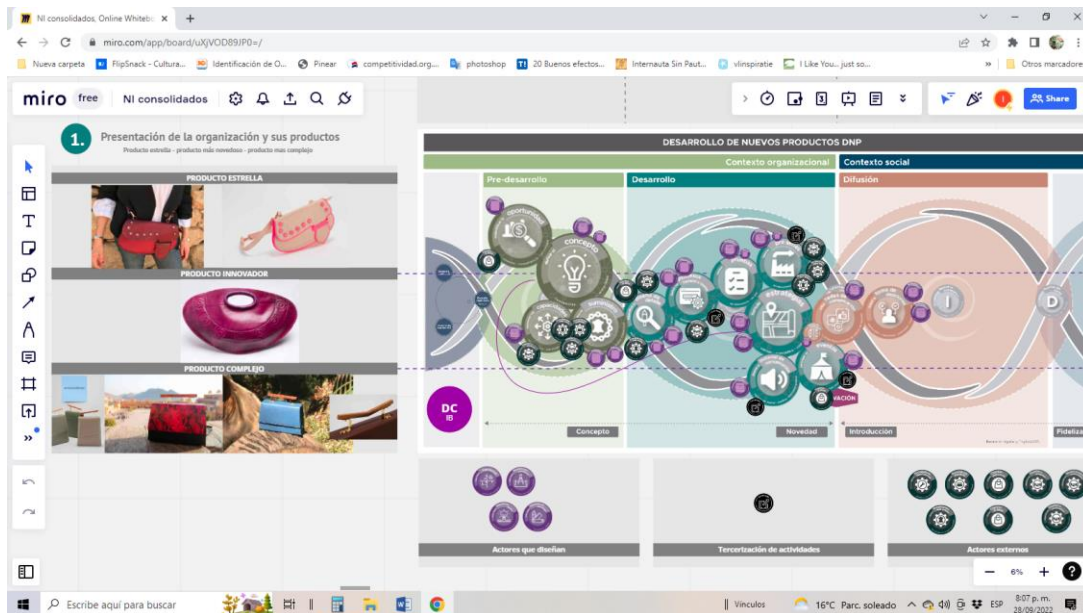 NI consolidados, Online Whitebo
miro.com/app/board/uXjVOD89JP0=/
Nueva carpeta
FlipSnack - Cultura...
Identificación de O...
Pinear
competitividad.org...
photoshop
20 Buenos efectos...
Internauta Sin Paut...
vlinspiratie
I Like You... just so...
Otros marcadores
miro free NI consolidados
Share
1. Presentación de la organización y sus productos
Producto estrella - producto más novedoso - producto mas complejo
PRODUCTO ESTRELLA
PRODUCTO INNOVADOR
PRODUCTO COMPLEJO
DESARROLLO DE NUEVOS PRODUCTOS DNP
Contexto organizacional
Contexto social
Pre-desarrollo
Desarrollo
Difusión
oportunidad
concepto
estrategia
I
D
DC
VACIÓN
Concepto
Novedad
Introducción
Fideliza
Actores que diseñan
Tercerización de actividades
Actores externos
6%
Escribe aquí para buscar
Vínculos
16°C Parc. soleado
ESP
8:07 p. m.
28/09/2022